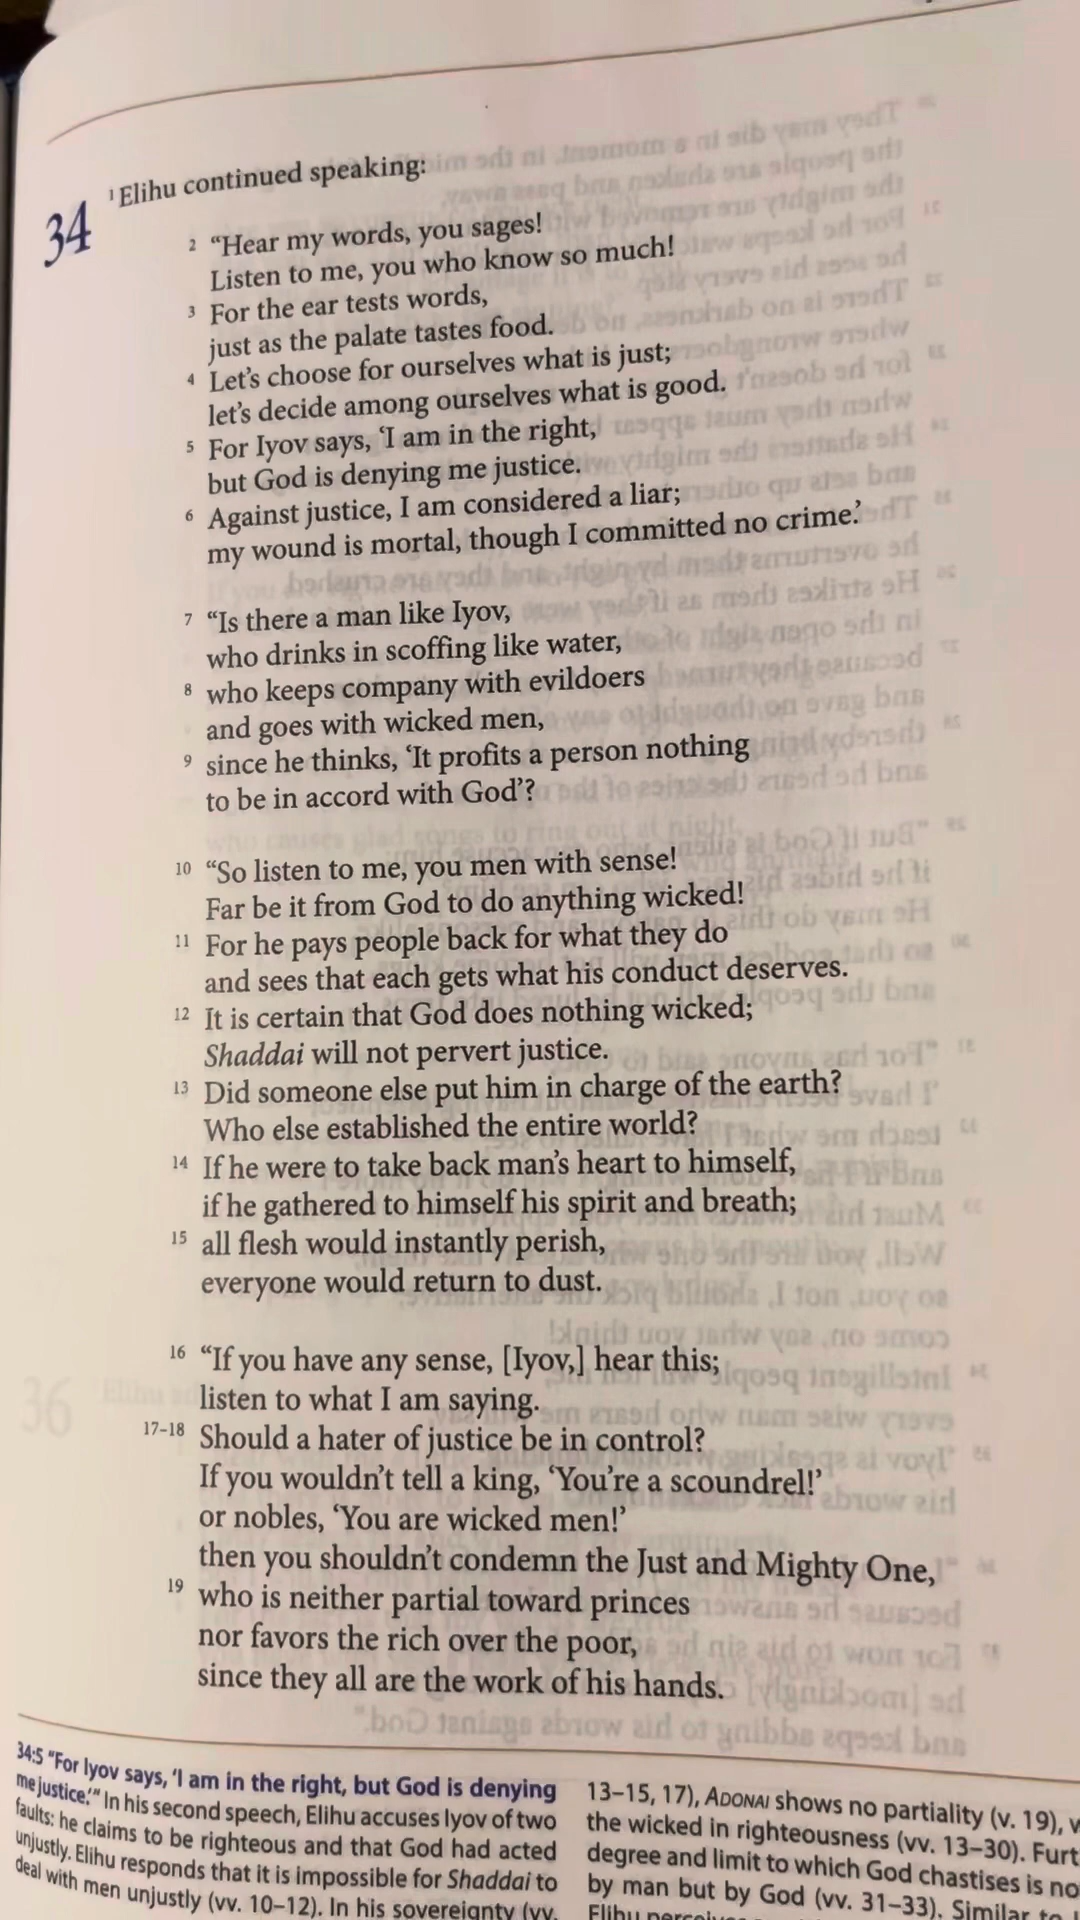 34
1 Elihu continued speaking:
2 “Hear my words, you sages!
Listen to me, you who know so much!
3 For the ear tests words,
just as the palate tastes food.
4 Let’s choose for ourselves what is just;
let’s decide among ourselves what is good.
5 For Iyov says, ‘I am in the right,
but God is denying me justice.
6 Against justice, I am considered a liar;
my wound is mortal, though I committed no crime.’
7 “Is there a man like Iyov,
who drinks in scoffing like water,
8 who keeps company with evildoers
and goes with wicked men,
9 since he thinks, ‘It profits a person nothing
to be in accord with God’?
10 “So listen to me, you men with sense!
Far be it from God to do anything wicked!
11 For he pays people back for what they do
and sees that each gets what his conduct deserves.
12 It is certain that God does nothing wicked;
Shaddai will not pervert justice.
13 Did someone else put him in charge of the earth?
Who else established the entire world?
14 If he were to take back man’s heart to himself,
if he gathered to himself his spirit and breath;
15 all flesh would instantly perish,
everyone would return to dust.
16 “If you have any sense, [Iyov,] hear this;
listen to what I am saying.
17–18 Should a hater of justice be in control?
If you wouldn’t tell a king, ‘You’re a scoundrel!’
or nobles, ‘You are wicked men!’
then you shouldn’t condemn the Just and Mighty One,
19 who is neither partial toward princes
nor favors the rich over the poor,
since they all are the work of his hands.
34:5 “For Iyov says, ‘I am in the right, but God is denying
me justice.’” In his second speech, Elihu accuses Iyov of two
faults: he claims to be righteous and that God had acted
unjustly. Elihu responds that it is impossible for Shaddai to
deal with men unjustly (vv. 10–12). In his sovereignty (vv.
13–15, 17), ADONAI shows no partiality (v. 19),
the wicked in righteousness (vv. 13–30).
degree and limit to which God chastises is
by man but by God (vv. 31–33). Similar
Elihu